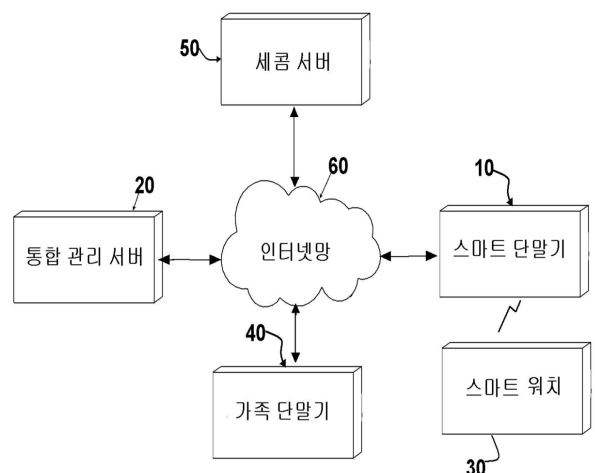 50
세콤 서버
60
인터넷망
20
통합 관리 서버
10
스마트 단말기
40
가족 단말기
스마트 워치
30